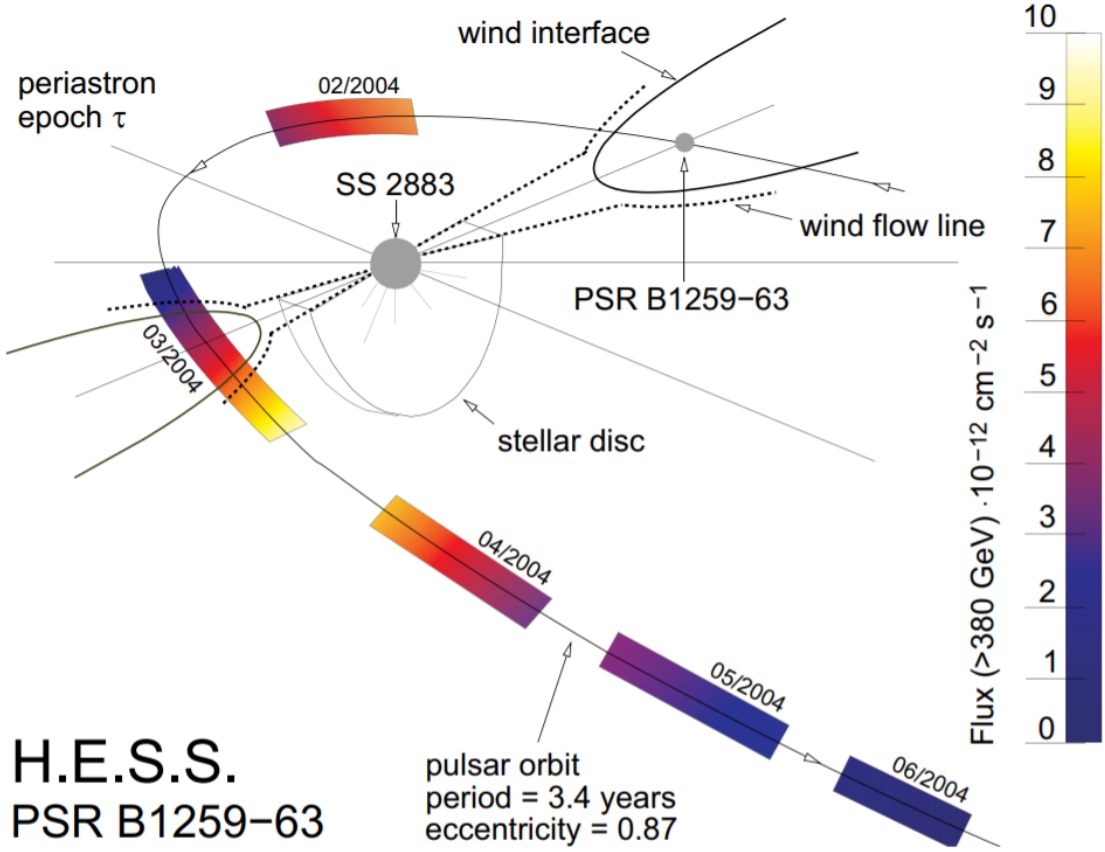 wind interface
periastron
epoch τ
02/2004
SS 2883
wind flow line
PSR B1259−63
03/2004
stellar disc
04/2004
05/2004
06/2004
pulsar orbit
period = 3.4 years
eccentricity = 0.87
H.E.S.S.
PSR B1259−63
10
9
8
7
6
5
4
3
2
1
0
Flux (>380 GeV) ·10⁻¹² cm⁻² s⁻¹